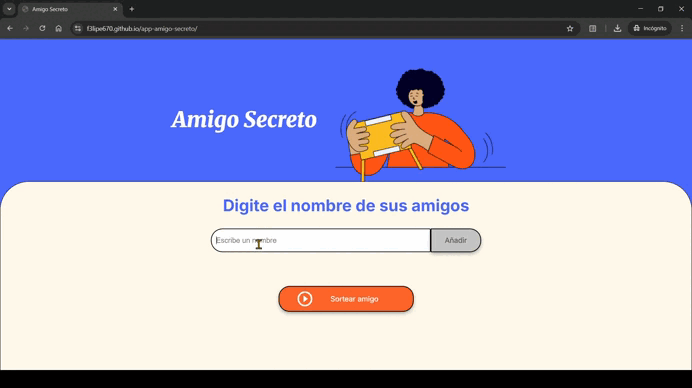 Amigo Secreto
f3lipe670.github.io/app-amigo-secreto/
Incógnito
Amigo Secreto
Digite el nombre de sus amigos
Escribe un nombre
Añadir
Sortear amigo